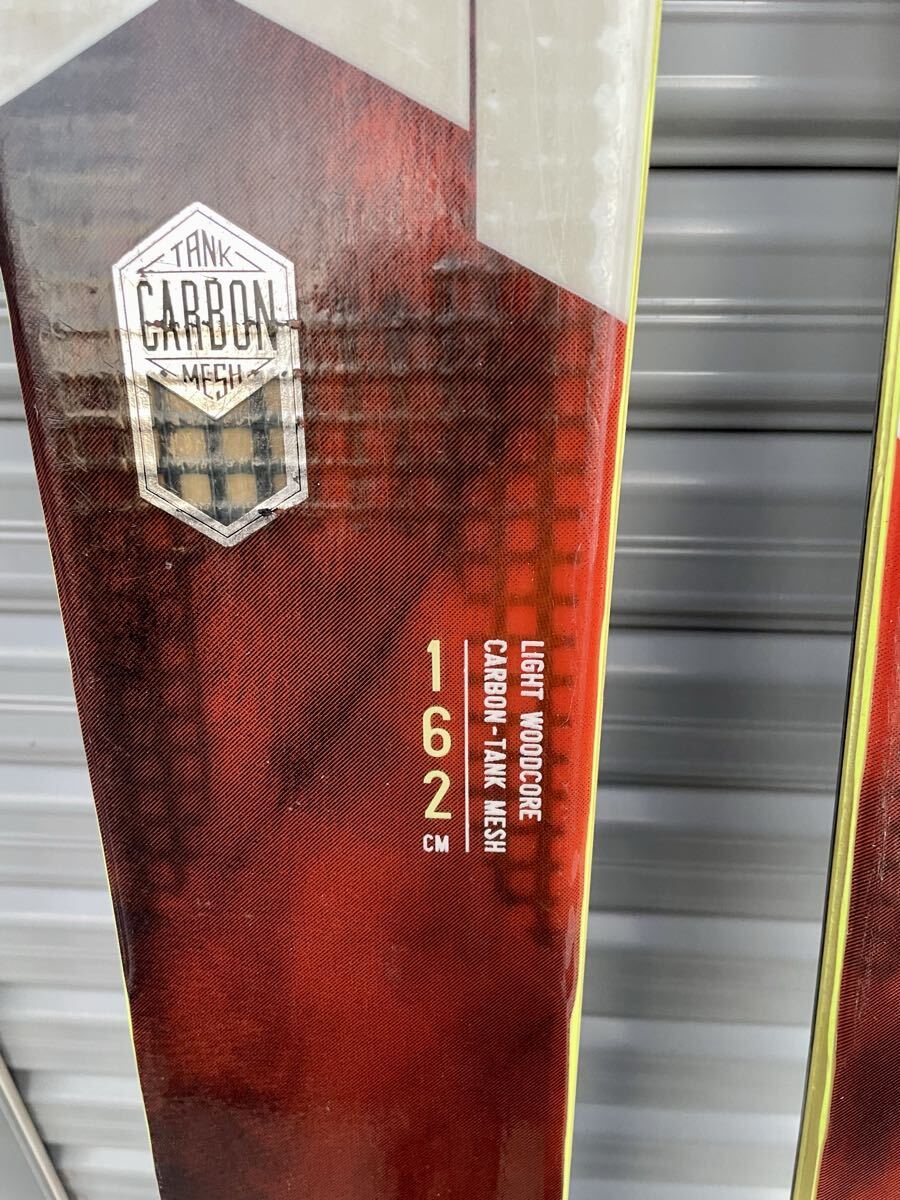 TANK
CARBON
MESH
162
CM
LIGHT WOODCORE
CARBON-TANK MESH